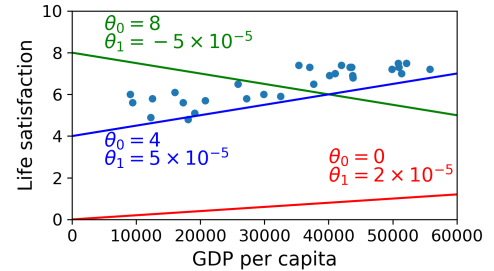 10
8
6
4
2
0
Life satisfaction
θ₀ = 8
θ₁ = −5 × 10⁻⁵
θ₀ = 4
θ₁ = 5 × 10⁻⁵
θ₀ = 0
θ₁ = 2 × 10⁻⁵
0 10000 20000 30000 40000 50000 60000
GDP per capita